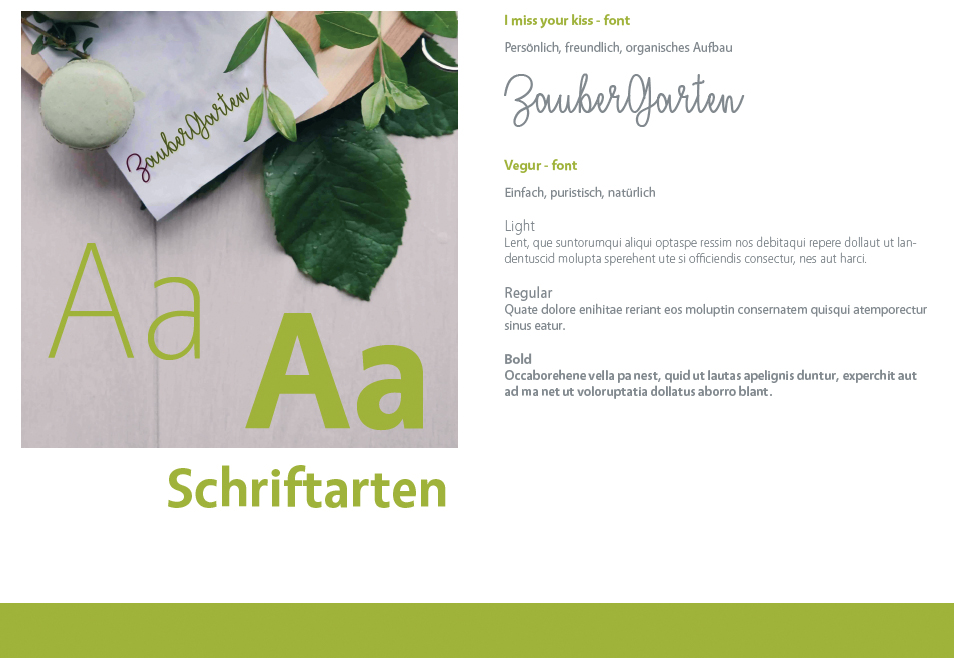 ZauberGarten
Aa
Aa
Schriftarten
I miss your kiss - font
Persönlich, freundlich, organisches Aufbau
ZauberGarten
Vegur - font
Einfach, puristisch, natürlich
Light
Lent, que suntorumqui aliqui optaspe ressim nos debitaqui repere dollaut ut lan-
dentuscid molupta sperehent ute si officiendis consectur, nes aut harci.
Regular
Quate dolore enihitae reriant eos moluptin consernatem quisqui atemporectur
sinus eatur.
Bold
Occaborehene vella pa nest, quid ut lautas apelignis duntur, experchit aut
ad ma net ut voloruptatia dollatus aborro blant.